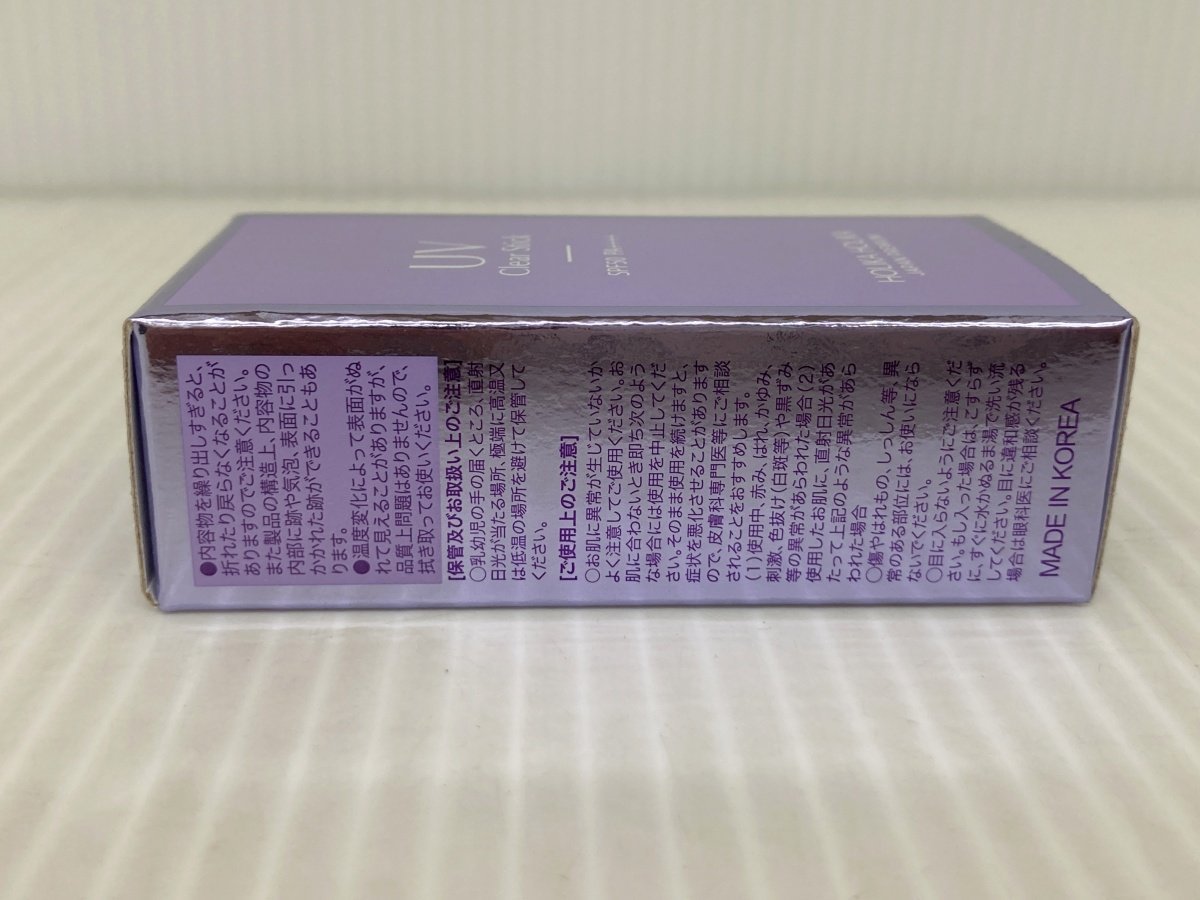 UV
Clear Stick
SPF50 PA++++
HOLIKA HOLIKA
●内容物を繰り出しすぎると、
折れたり戻らなくなることが
ありますのでご注意ください。
また製品の構造上、内容物の
内部に跡や気泡、表面に引っ
かかれた跡ができることもあ
ります。
●温度変化によって表面がぬ
れて見えることがありますが、
品質上問題はありませんので、
拭き取ってお使いください。
[保管及びお取扱い上のご注意]
○乳幼児の手の届くところ、直射
日光が当たる場所、極端に高温又
は低温の場所を避けて保管して
ください。
[ご使用上のご注意]
○お肌に異常が生じていないか
よく注意してご使用ください。お
肌に合わないとき即ち次のよう
な場合には使用を中止してくだ
さい。そのまま使用を続けますと、
症状を悪化させることがあります
ので、皮膚科専門医等にご相談
されることをおすすめします。
(1)使用中、赤み、はれ、かゆみ、
刺激、色抜け(白斑等)や黒ずみ
等の異常があらわれた場合(2)
使用したお肌に、直射日光があ
たって上記のような異常があら
われた場合
○傷やはれもの、しっしん等、異
常のある部位には、お使いになら
ないでください。
○目に入らないようにご注意くだ
さい。もし入った場合は、こすらず
に、すぐに水かぬるま湯で洗い流
してください。目に違和感が残る
場合は眼科医にご相談ください。
MADE IN KOREA